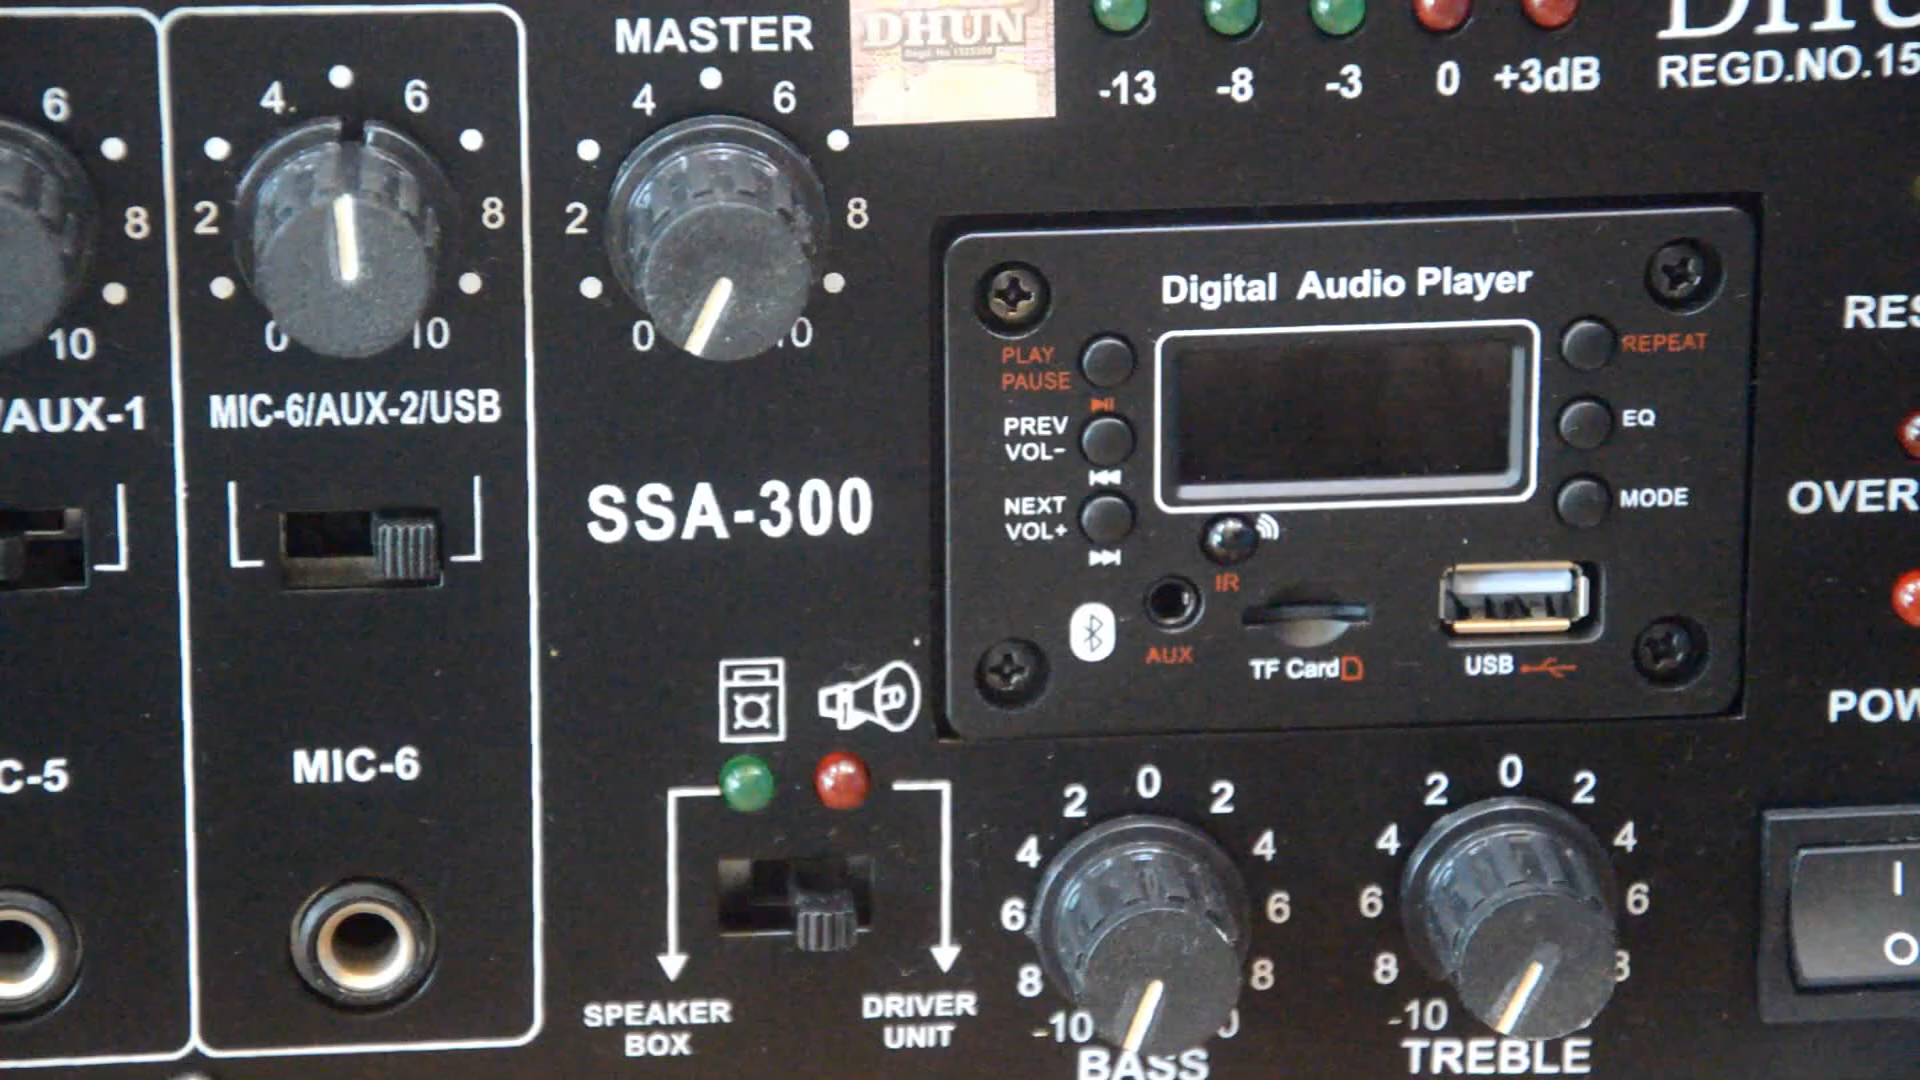 MASTER
DHUN
-13 -8 -3 0 +3dB
REGD.NO.15
6
8
10
4 6
2 8
0 10
4 6
2 8
0 10
/AUX-1
MIC-6/AUX-2/USB
SSA-300
Digital Audio Player
PLAY
PAUSE
PREV
VOL-
NEXT
VOL+
REPEAT
EQ
MODE
IR
AUX
TF Card
USB
RES
OVER
POW
C-5
MIC-6
SPEAKER
BOX
DRIVER
UNIT
2 0 2
4 4
6 6
8 8
-10
BASS
2 0 2
4 4
6 6
8 8
-10
TREBLE
I
O